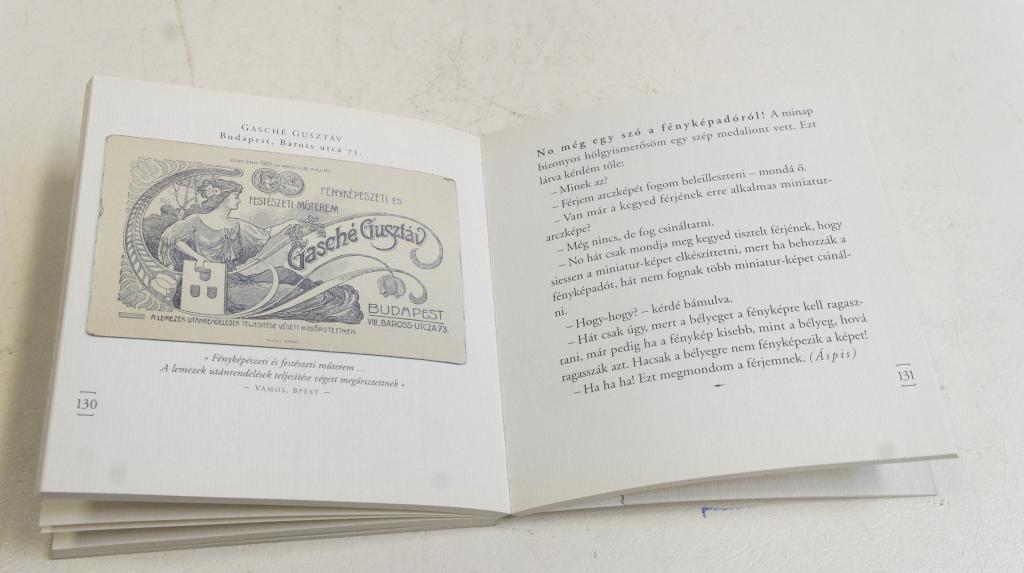 GASCHÉ GUSZTÁV
Budapest, Baross utca 73.
FÉNYKÉPÉSZETI ÉS
FESTÉSZETI MŰTEREM
Gasché Gusztáv
BUDAPEST
VIII, BAROSS-UTCZA 73.
A LEMEZEK UTÁNRENDELÉSEK TELJESITÉSE VÉGETT MEGŐRIZTETTNEK
» Fényképészeti és festészeti műterem ...
A lemezek utánrendelések teljesitése végett megőriztettnek «
– VÁMOS, BPEST –
130
No még egy szó a fényképadóról! A minap
bizonyos hölgyismerősöm egy szép medaliont vett. Ezt
látva kérdém tőle:
– Minek az?
– Férjem arczképét fogom beleilleszteni – mondá ő.
– Van már a kegyed férjének erre alkalmas miniatur-
arczképe?
– Még nincs, de fog csináltatni.
– No hát csak mondja meg kegyed tisztelt férjének, hogy
siessen a miniatur-képet elkészíttetni, mert ha behozzák a
fényképadót, hát nem fognak több miniatur-képet csinál-
ni.
– Hogy-hogy? – kérdé bámulva.
– Hát csak úgy, mert a bélyeget a fényképre kell ragasz-
tani, már pedig ha a fénykép kisebb, mint a bélyeg, hová
ragasszák azt. Hacsak a bélyegre nem fényképezik a képet!
– Ha ha ha! Ezt megmondom a férjemnek. (Áspis)
131